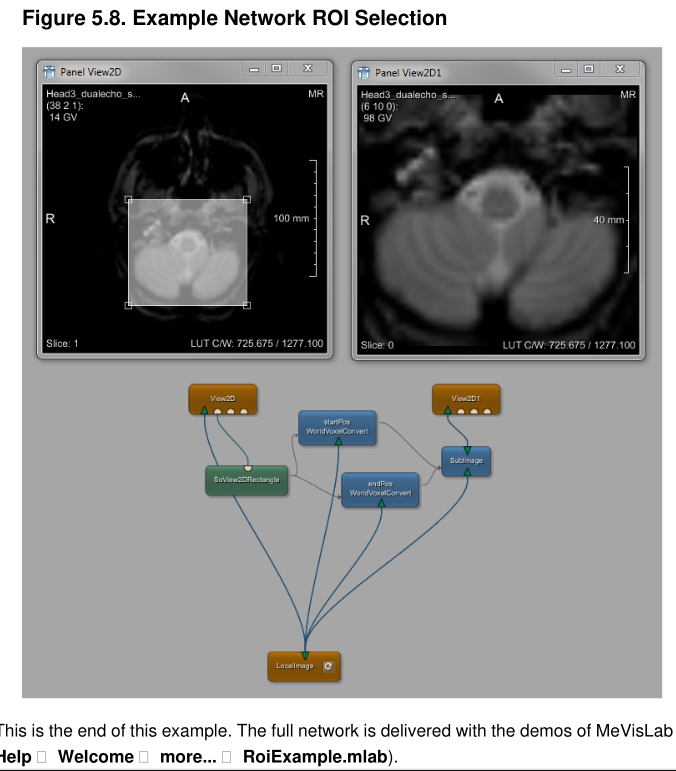 Figure 5.8. Example Network ROI Selection
Panel View2D
Head3_dualecho_s...
(38 2 1):
14 GV
A
MR
R
100 mm
Slice: 1
LUT C/W: 725.675 / 1277.100
Panel View2D1
Head3_dualecho_s...
(6 10 0):
98 GV
A
MR
R
40 mm
Slice: 0
LUT C/W: 725.675 / 1277.100
View2D
View2D1
startPos
WorldVoxelConvert
SubImage
SoView2DRectangle
endPos
WorldVoxelConvert
LocalImage
This is the end of this example. The full network is delivered with the demos of MeVisLab
Help □ Welcome □ more... □ RoiExample.mlab).